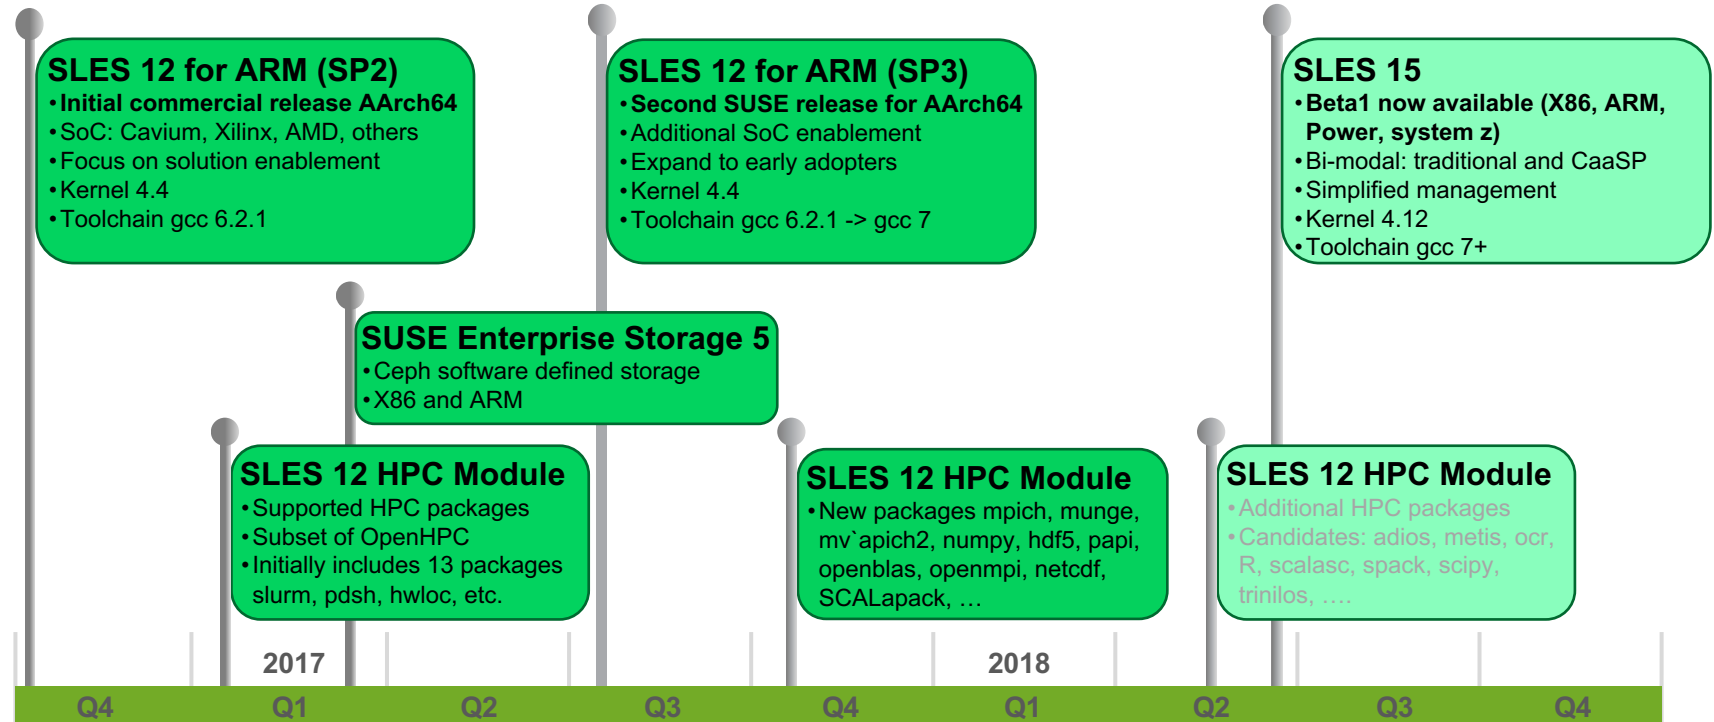 SLES 12 for ARM (SP2)
•Initial commercial release AArch64
•SoC: Cavium, Xilinx, AMD, others
•Focus on solution enablement
•Kernel 4.4
•Toolchain gcc 6.2.1
SLES 12 for ARM (SP3)
•Second SUSE release for AArch64
•Additional SoC enablement
•Expand to early adopters
•Kernel 4.4
•Toolchain gcc 6.2.1 -> gcc 7
SLES 15
•Beta1 now available (X86, ARM,
Power, system z)
•Bi-modal: traditional and CaaSP
•Simplified management
•Kernel 4.12
•Toolchain gcc 7+
SUSE Enterprise Storage 5
•Ceph software defined storage
•X86 and ARM
SLES 12 HPC Module
•Supported HPC packages
•Subset of OpenHPC
•Initially includes 13 packages
slurm, pdsh, hwloc, etc.
SLES 12 HPC Module
•New packages mpich, munge,
mv`apich2, numpy, hdf5, papi,
openblas, openmpi, netcdf,
SCALapack, …
SLES 12 HPC Module
•Additional HPC packages
•Candidates: adios, metis, ocr,
R, scalasc, spack, scipy,
trinilos, ….
2017
2018
Q4
Q1
Q2
Q3
Q4
Q1
Q2
Q3
Q4